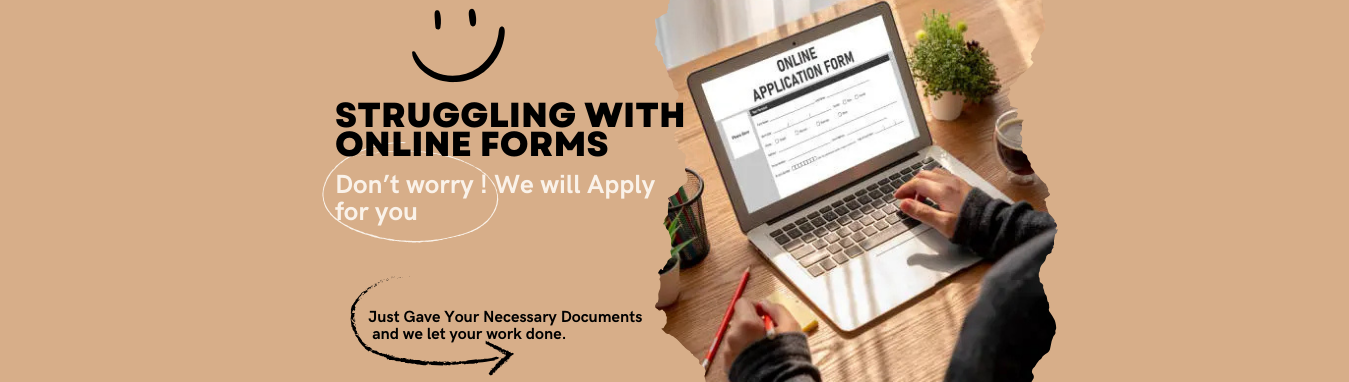 STRUGGLING WITH
ONLINE FORMS
Don't worry ! We will Apply
for you
Just Gave Your Necessary Documents
and we let your work done.
ONLINE
APPLICATION FORM